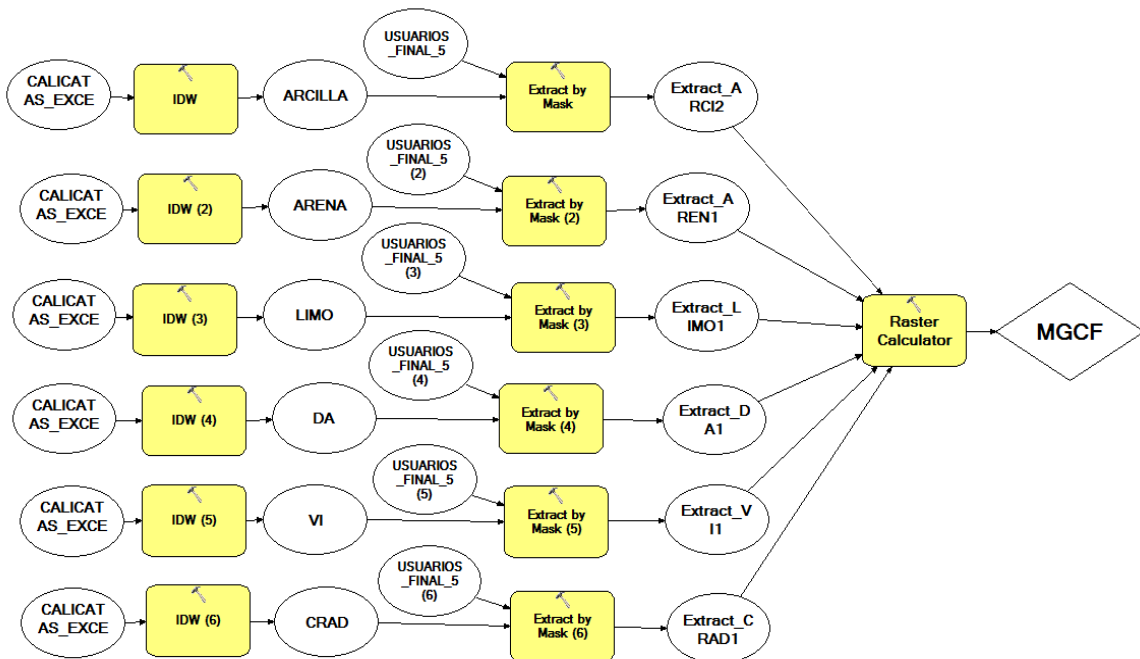 CALICAT
AS_EXCE
IDW
ARCILLA
USUARIOS
_FINAL_5
Extract by
Mask
Extract_A
RCI2
CALICAT
AS_EXCE
IDW (2)
ARENA
USUARIOS
_FINAL_5
(2)
Extract by
Mask (2)
Extract_A
REN1
CALICAT
AS_EXCE
IDW (3)
LIMO
USUARIOS
_FINAL_5
(3)
Extract by
Mask (3)
Extract_L
IMO1
Raster
Calculator
MGCF
CALICAT
AS_EXCE
IDW (4)
DA
USUARIOS
_FINAL_5
(4)
Extract by
Mask (4)
Extract_D
A1
CALICAT
AS_EXCE
IDW (5)
VI
USUARIOS
_FINAL_5
(5)
Extract by
Mask (5)
Extract_V
I1
CALICAT
AS_EXCE
IDW (6)
CRAD
USUARIOS
_FINAL_5
(6)
Extract by
Mask (6)
Extract_C
RAD1